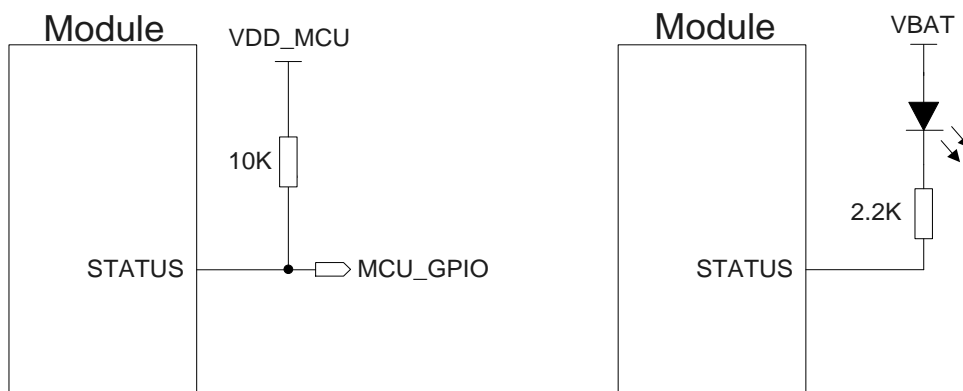 Module
VDD_MCU
10K
STATUS
MCU_GPIO
Module
VBAT
2.2K
STATUS